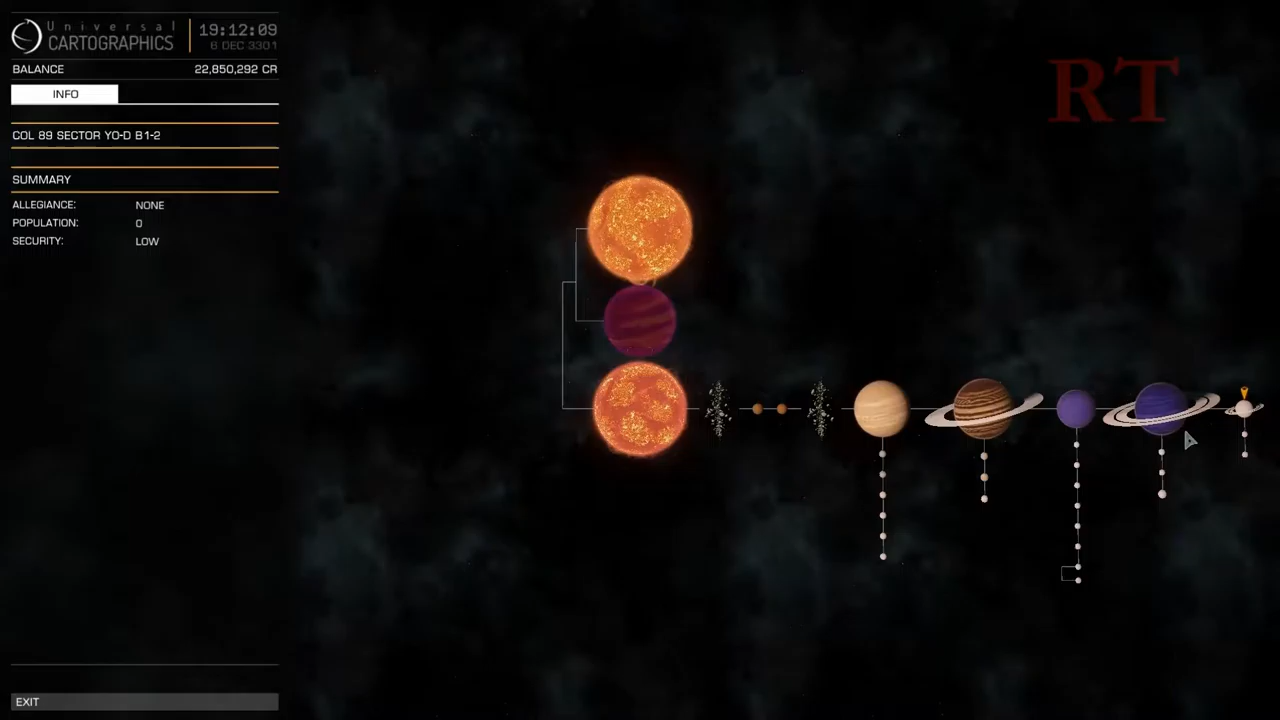 Universal
CARTOGRAPHICS
19:12:09
6 DEC 3301
BALANCE 22,850,292 CR
INFO
COL 89 SECTOR YO-D B1-2
SUMMARY
ALLEGIANCE: NONE
POPULATION: 0
SECURITY: LOW
EXIT
RT